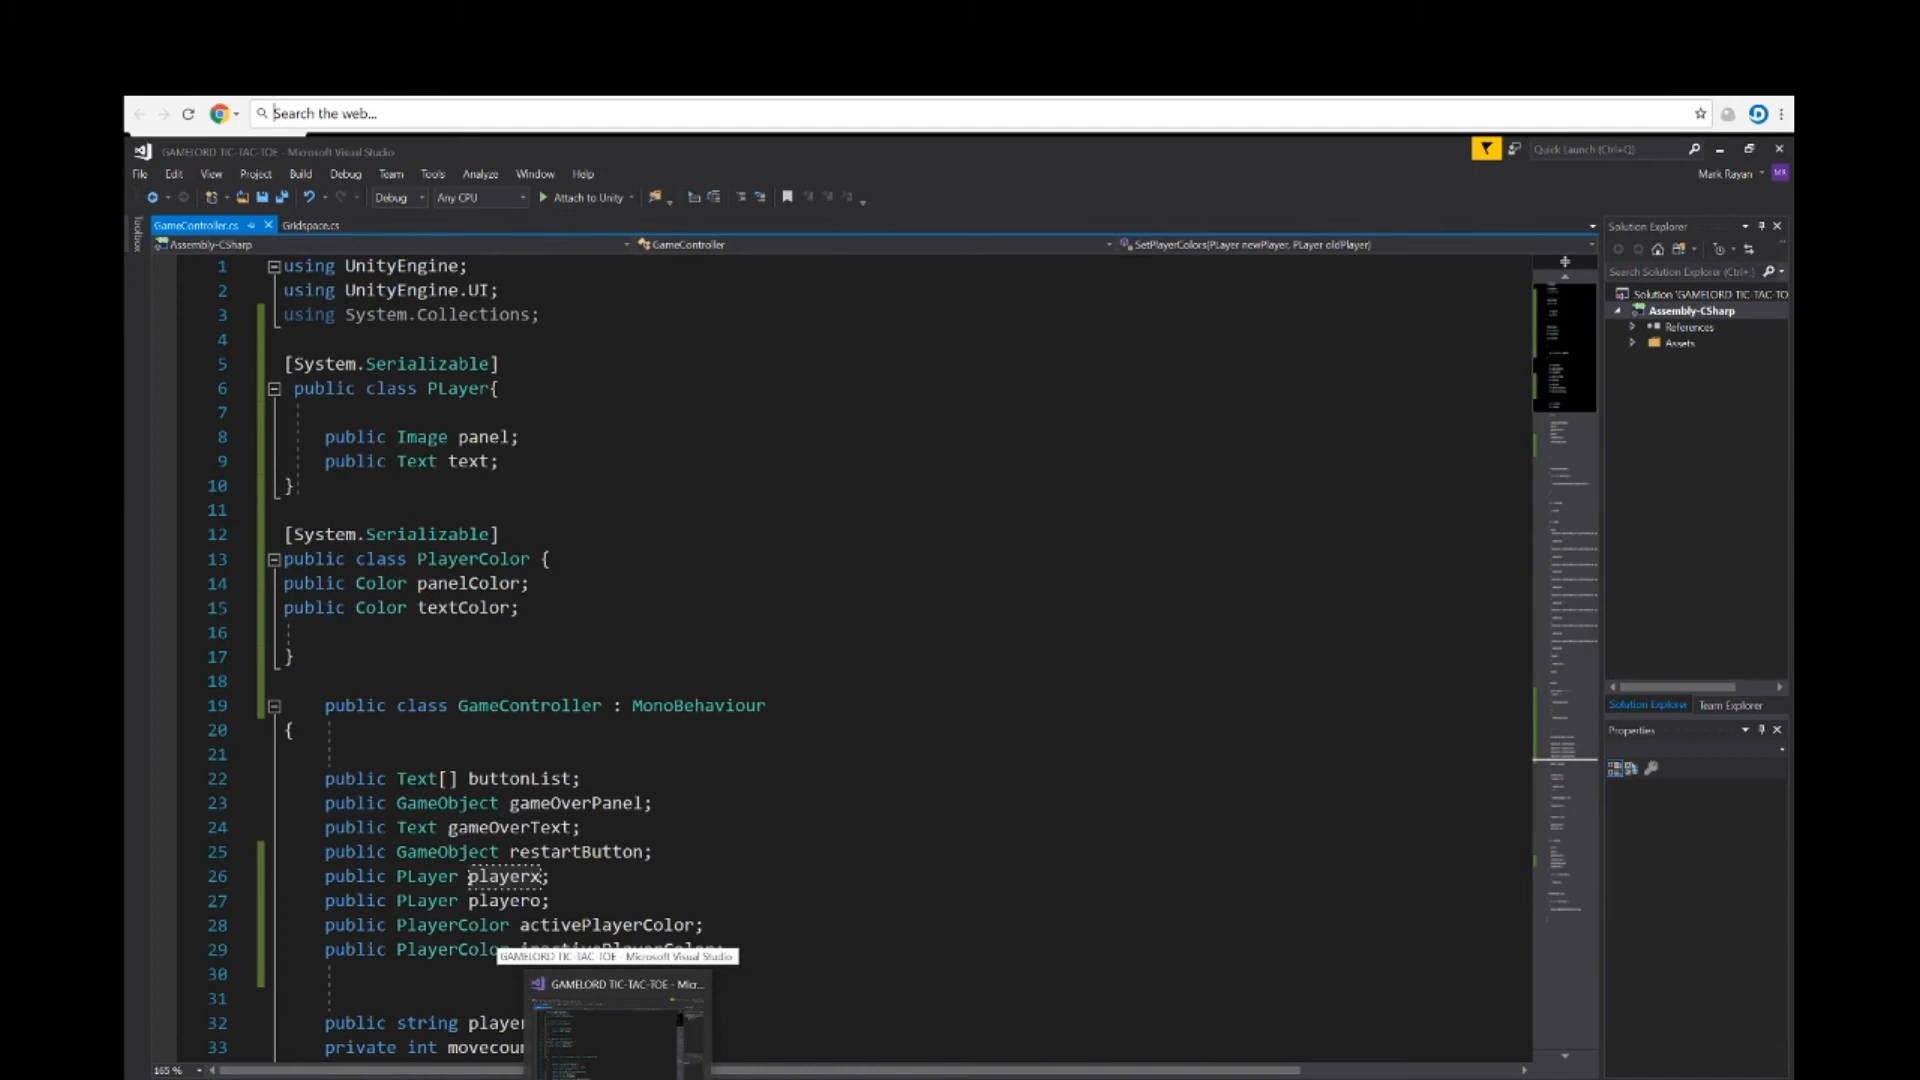 Search the web...
GAMELORD TIC-TAC-TOE - Microsoft Visual Studio
Quick Launch (Ctrl+Q)
File Edit View Project Build Debug Team Tools Analyze Window Help
Mark Rayan MR
Debug Any CPU Attach to Unity
Toolbox
GameController.cs Gridspace.cs
Assembly-CSharp GameController SetPlayerColors(PLayer newPlayer, PLayer oldPlayer)
1 using UnityEngine;
2 using UnityEngine.UI;
3 using System.Collections;
4
5 [System.Serializable]
6 public class PLayer{
7
8 public Image panel;
9 public Text text;
10 }
11
12 [System.Serializable]
13 public class PlayerColor {
14 public Color panelColor;
15 public Color textColor;
16
17 }
18
19 public class GameController : MonoBehaviour
20 {
21
22 public Text[] buttonList;
23 public GameObject gameOverPanel;
24 public Text gameOverText;
25 public GameObject restartButton;
26 public PLayer playerx;
27 public PLayer playero;
28 public PlayerColor activePlayerColor;
29 public PlayerColo inactivePlayerColor;
30
31
32 public string player
33 private int movecoun
GAMELORD TIC-TAC-TOE - Microsoft Visual Studio
GAMELORD TIC-TAC-TOE - Micr...
165 %
Solution Explorer
Search Solution Explorer (Ctrl+;)
Solution 'GAMELORD TIC-TAC-TO
Assembly-CSharp
References
Assets
Solution Explorer Team Explorer
Properties